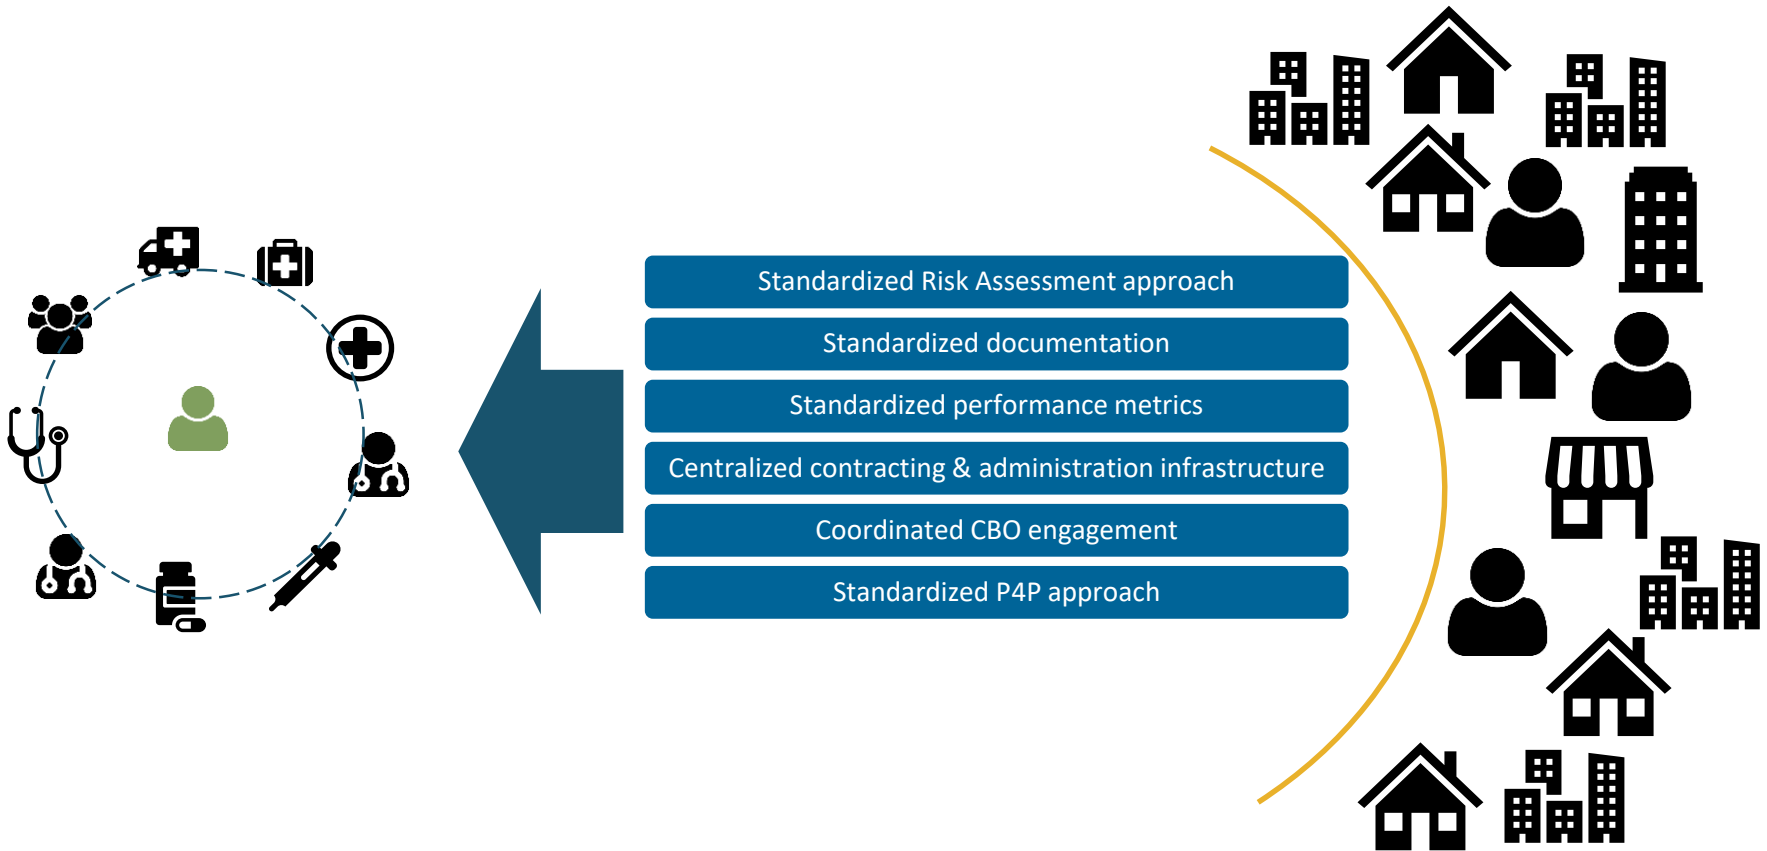 Standardized Risk Assessment approach
Standardized documentation
Standardized performance metrics
Centralized contracting & administration infrastructure
Coordinated CBO engagement
Standardized P4P approach